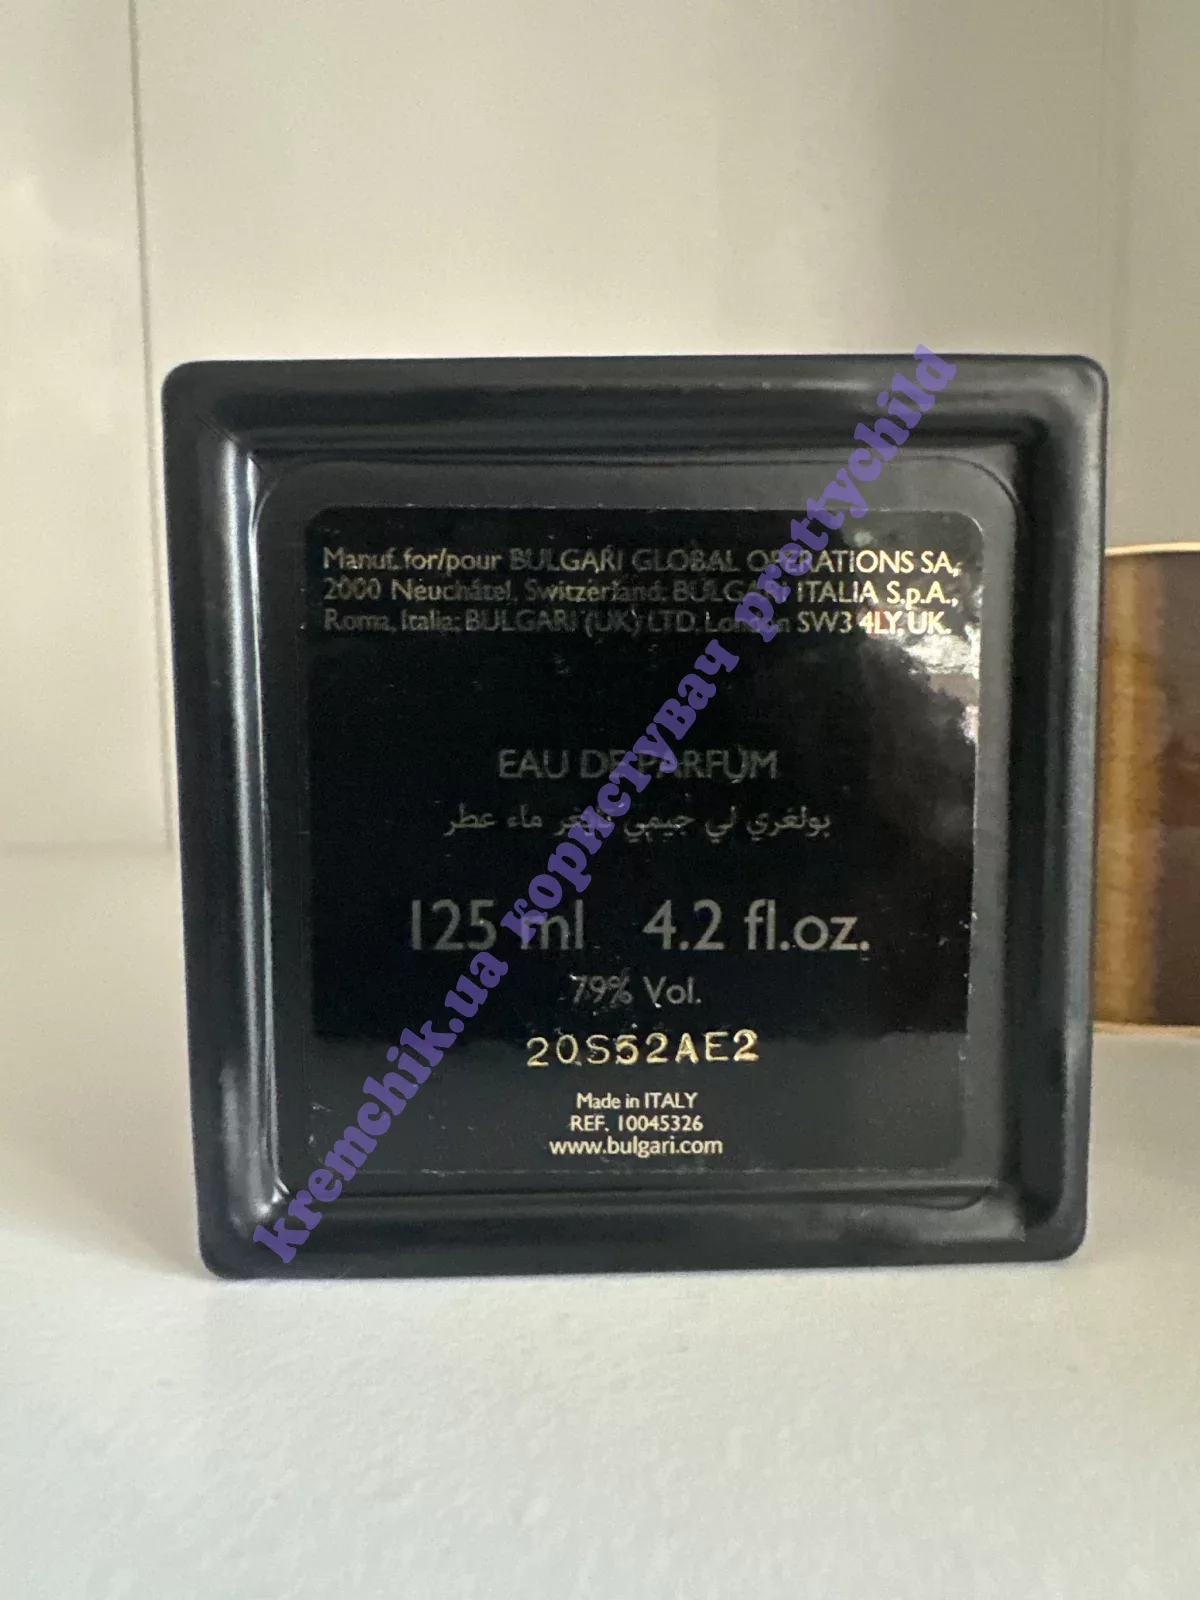 Manuf. for/pour BULGARI GLOBAL OPERATIONS SA,
2000 Neuchâtel, Switzerland; BULGARI ITALIA S.p.A.,
Roma, Italia; BULGARI (UK) LTD. London SW3 4LY, UK.
EAU DE PARFUM
بولغري لي جيمي تايغر ماء عطر
125 ml 4.2 fl.oz.
79% Vol.
20S52AE2
Made in ITALY
REF. 10045326
www.bulgari.com
kremchik.ua користувач prettychild